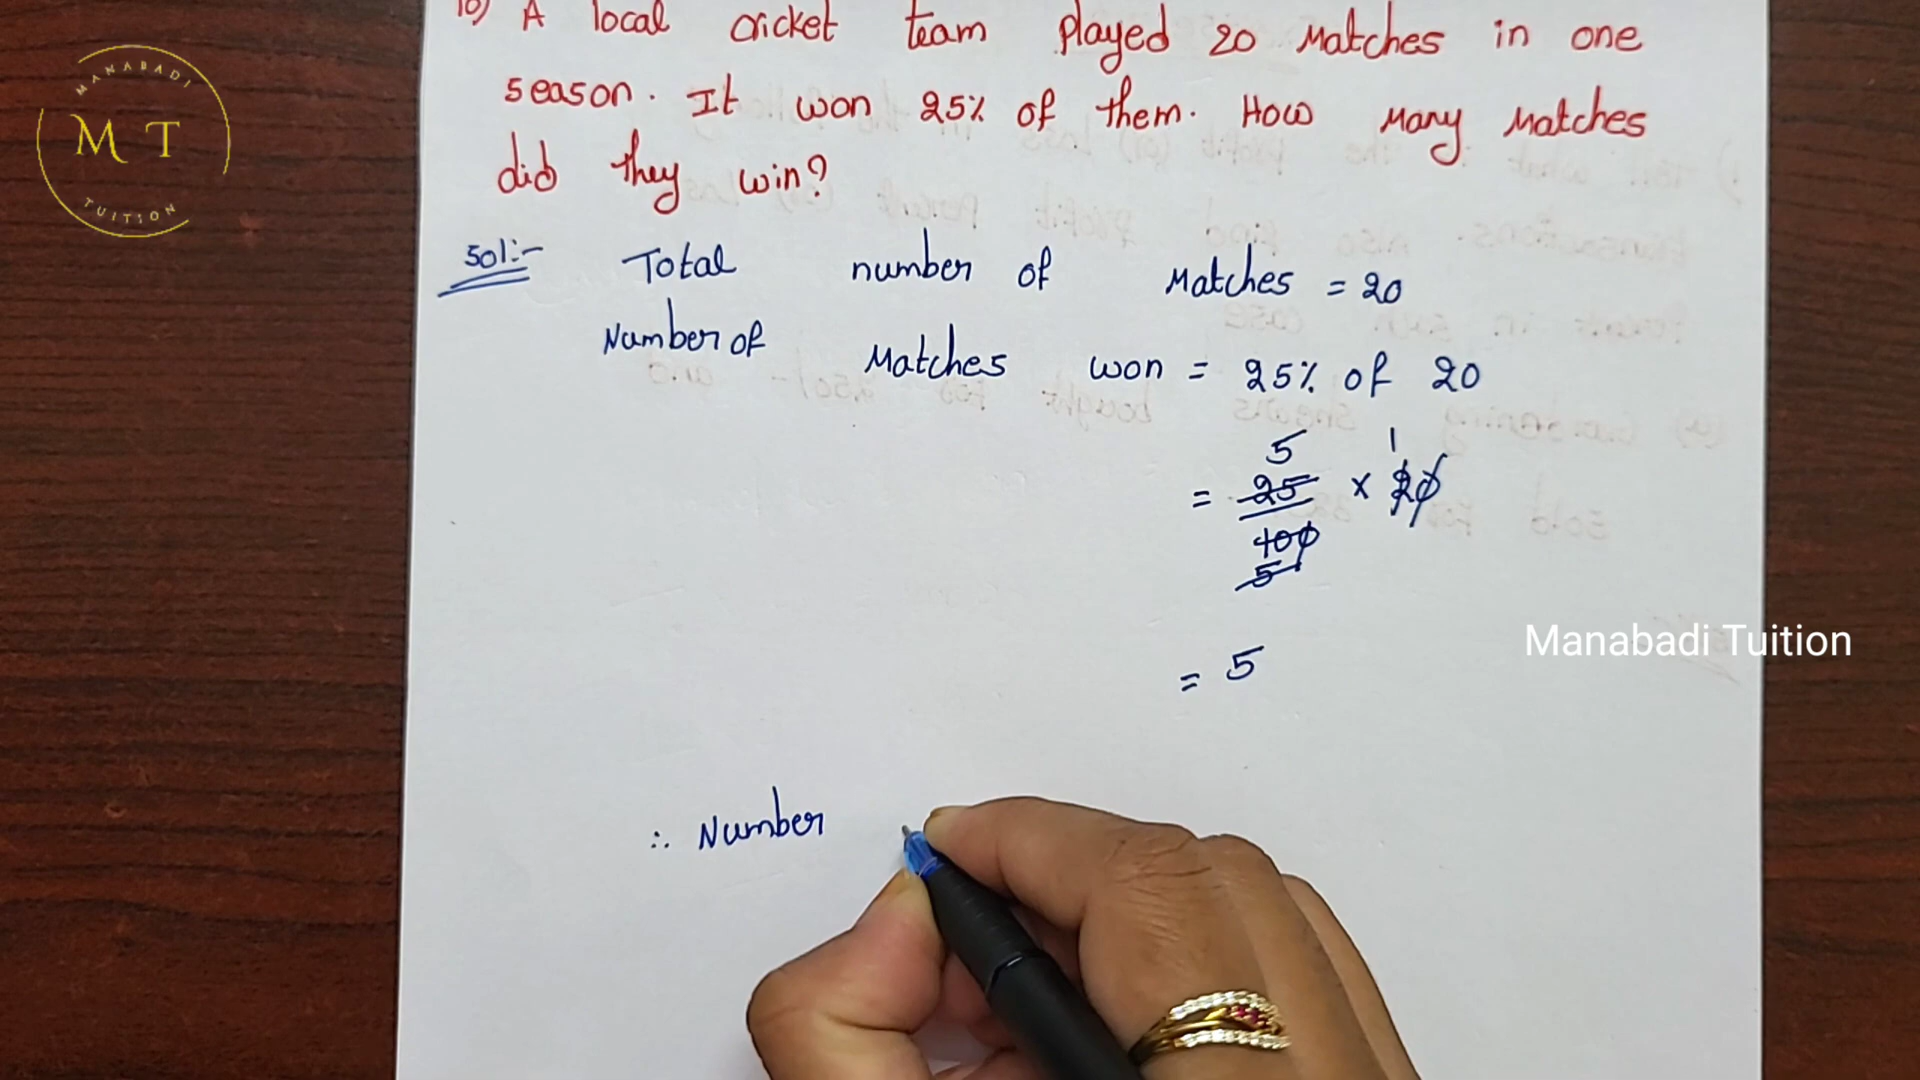 MANABADI
M T
TUITION
10) A local cricket team played 20 Matches in one
season. It won 25% of them. How many Matches
did they win?
Sol:-
Total number of Matches = 20
Number of Matches won = 25% of 20
5 1
= 25 × 20
100
5
= 5
Manabadi Tuition
∴ Number